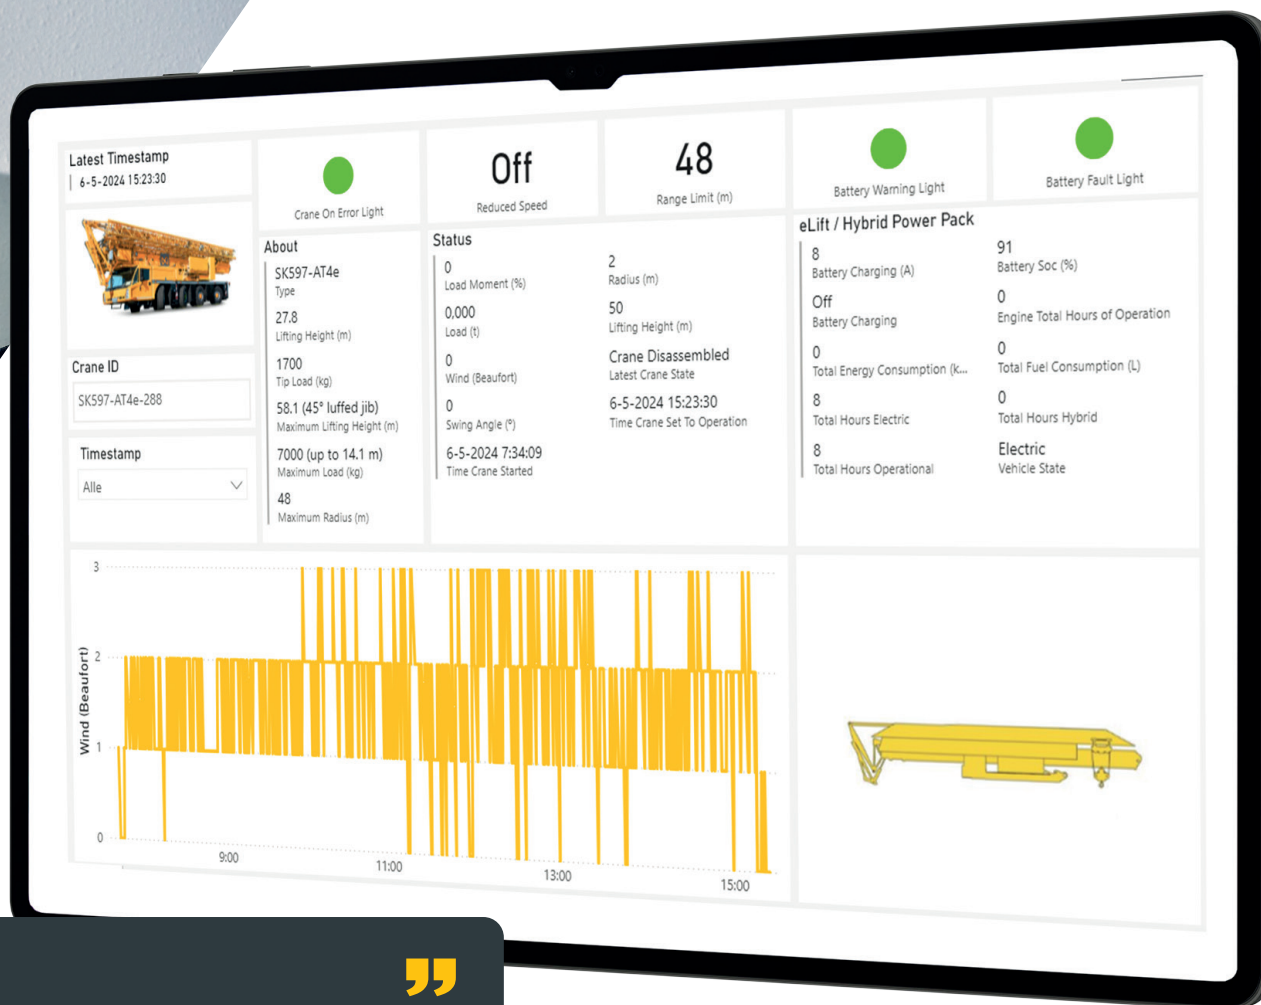 Latest Timestamp
6-5-2024 15:23:30
Crane ID
SK597-AT4e-288
Timestamp
Alle
Crane On Error Light
Off
Reduced Speed
48
Range Limit (m)
Battery Warning Light
Battery Fault Light
About
SK597-AT4e
Type
27.8
Lifting Height (m)
1700
Tip Load (kg)
58.1 (45° luffed jib)
Maximum Lifting Height (m)
7000 (up to 14.1 m)
Maximum Load (kg)
48
Maximum Radius (m)
Status
0
Load Moment (%)
0,000
Load (t)
0
Wind (Beaufort)
0
Swing Angle (º)
6-5-2024 7:34:09
Time Crane Started
2
Radius (m)
50
Lifting Height (m)
Crane Disassembled
Latest Crane State
6-5-2024 15:23:30
Time Crane Set To Operation
eLift / Hybrid Power Pack
8
Battery Charging (A)
Off
Battery Charging
0
Total Energy Consumption (k...
8
Total Hours Electric
8
Total Hours Operational
91
Battery Soc (%)
0
Engine Total Hours of Operation
0
Total Fuel Consumption (L)
0
Total Hours Hybrid
Electric
Vehicle State
Wind (Beaufort)
3
2
1
0
9:00
11:00
13:00
15:00
”